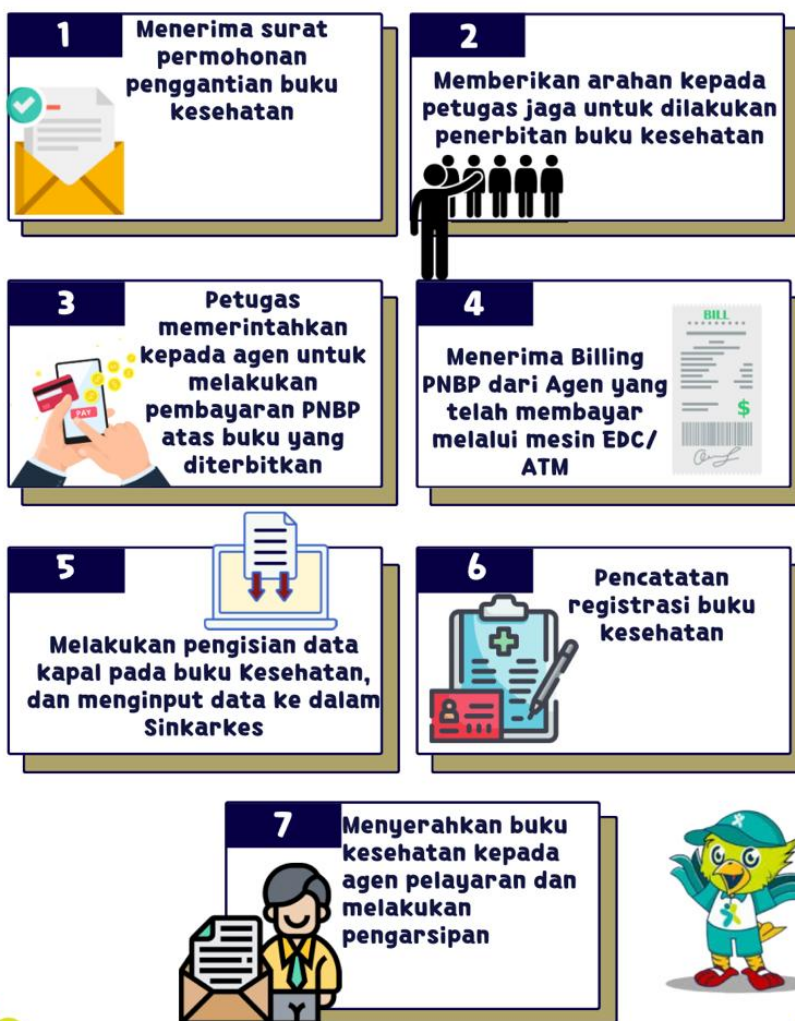 1
Menerima surat
permohonan
penggantian buku
kesehatan
2
Memberikan arahan kepada
petugas jaga untuk dilakukan
penerbitan buku kesehatan
3
Petugas
memerintahkan
kepada agen untuk
melakukan
pembayaran PNBP
atas buku yang
diterbitkan
PAY
4
Menerima Billing
PNBP dari Agen yang
telah membayar
melalui mesin EDC/
ATM
BILL
$
5
Melakukan pengisian data
kapal pada buku Kesehatan,
dan menginput data ke dalam
Sinkarkes
6
Pencatatan
registrasi buku
kesehatan
7
Menyerahkan buku
kesehatan kepada
agen pelayaran dan
melakukan
pengarsipan